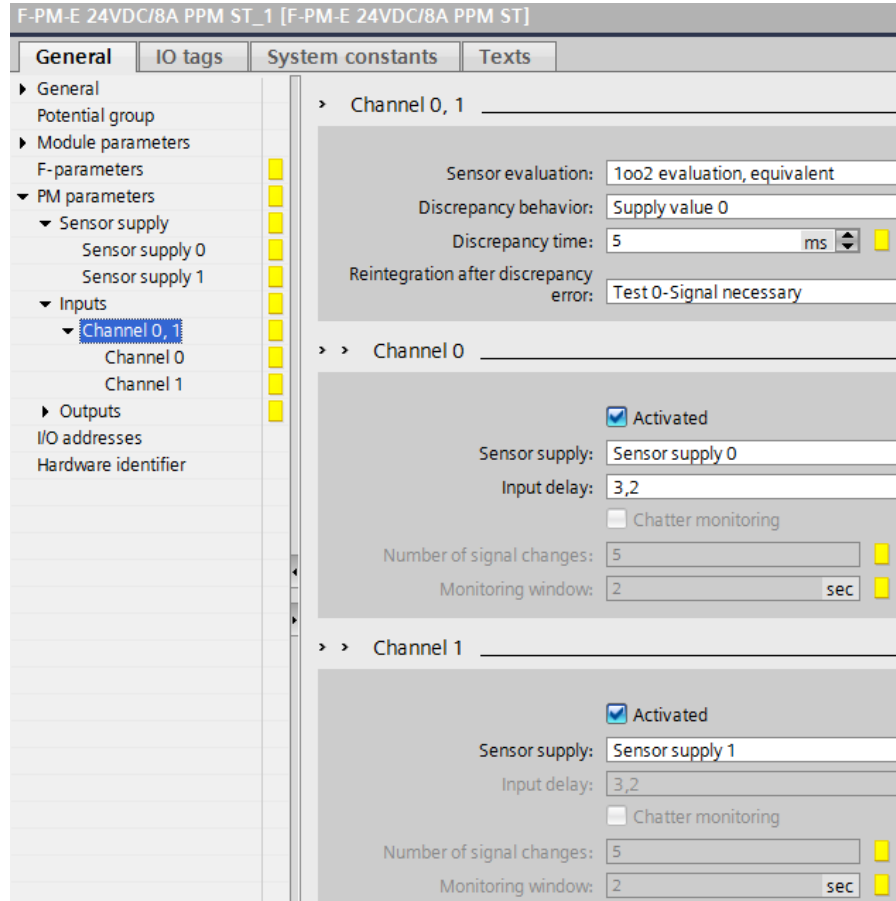 F-PM-E 24VDC/8A PPM ST_1 [F-PM-E 24VDC/8A PPM ST]
General IO tags System constants Texts
General
Potential group
Module parameters
F-parameters
PM parameters
Sensor supply
Sensor supply 0
Sensor supply 1
Inputs
Channel 0, 1
Channel 0
Channel 1
Outputs
I/O addresses
Hardware identifier
Channel 0, 1
Sensor evaluation: 1oo2 evaluation, equivalent
Discrepancy behavior: Supply value 0
Discrepancy time: 5 ms
Reintegration after discrepancy
error: Test 0-Signal necessary
Channel 0
Activated
Sensor supply: Sensor supply 0
Input delay: 3,2
Chatter monitoring
Number of signal changes: 5
Monitoring window: 2 sec
Channel 1
Activated
Sensor supply: Sensor supply 1
Input delay: 3,2
Chatter monitoring
Number of signal changes: 5
Monitoring window: 2 sec